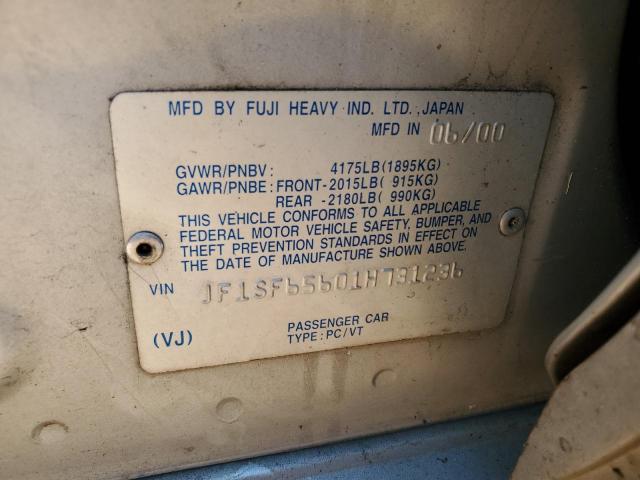 MFD BY FUJI HEAVY IND. LTD., JAPAN
MFD IN 06/00
GVWR/PNBV: 4175LB(1895KG)
GAWR/PNBE: FRONT-2015LB( 915KG)
REAR -2180LB( 990KG)
THIS VEHICLE CONFORMS TO ALL APPLICABLE
FEDERAL MOTOR VEHICLE SAFETY, BUMPER, AND
THEFT PREVENTION STANDARDS IN EFFECT ON
THE DATE OF MANUFACTURE SHOWN ABOVE.
VIN JF1SF65601H731236
(VJ) PASSENGER CAR
TYPE:PC/VT